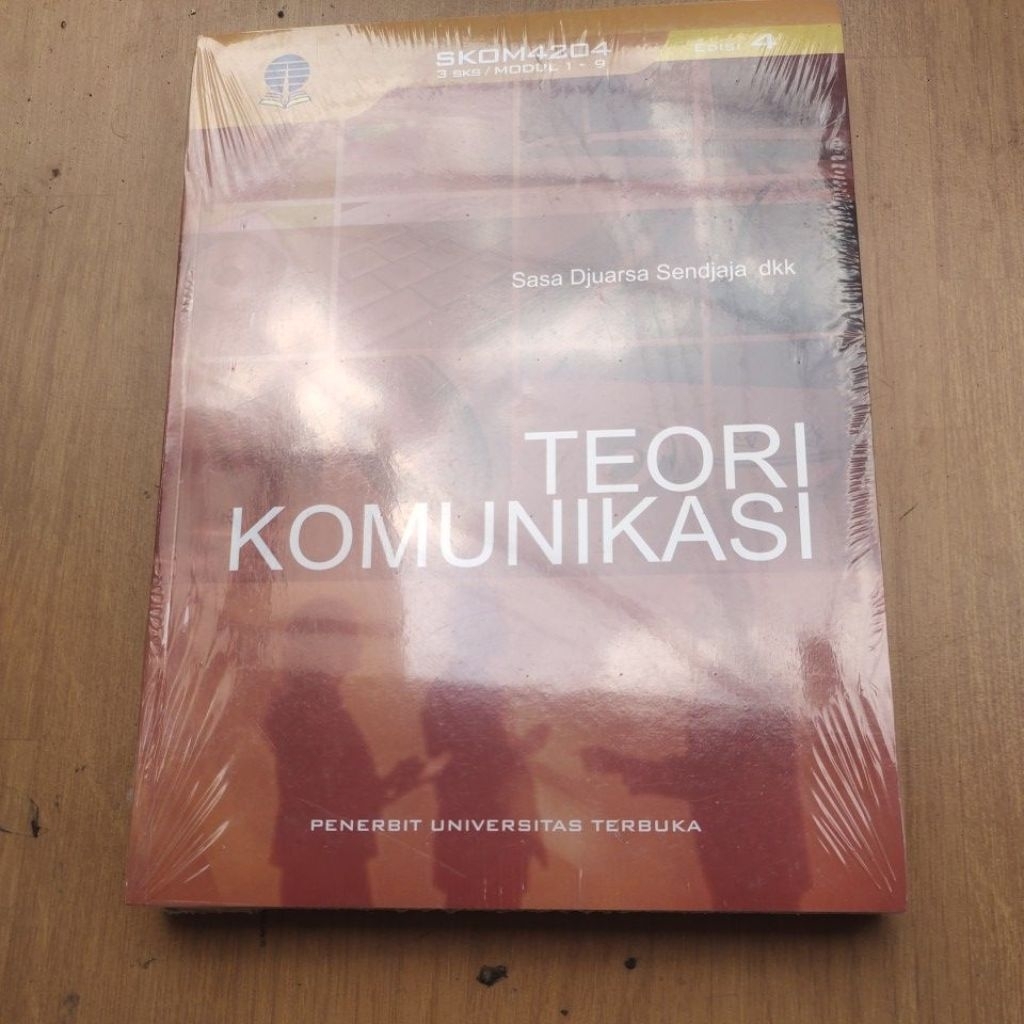 SKOM4204
3 SKS / MODUL 1 - 9
EDISI 4
Sasa Djuarsa Sendjaja dkk
TEORI
KOMUNIKASI
PENERBIT UNIVERSITAS TERBUKA